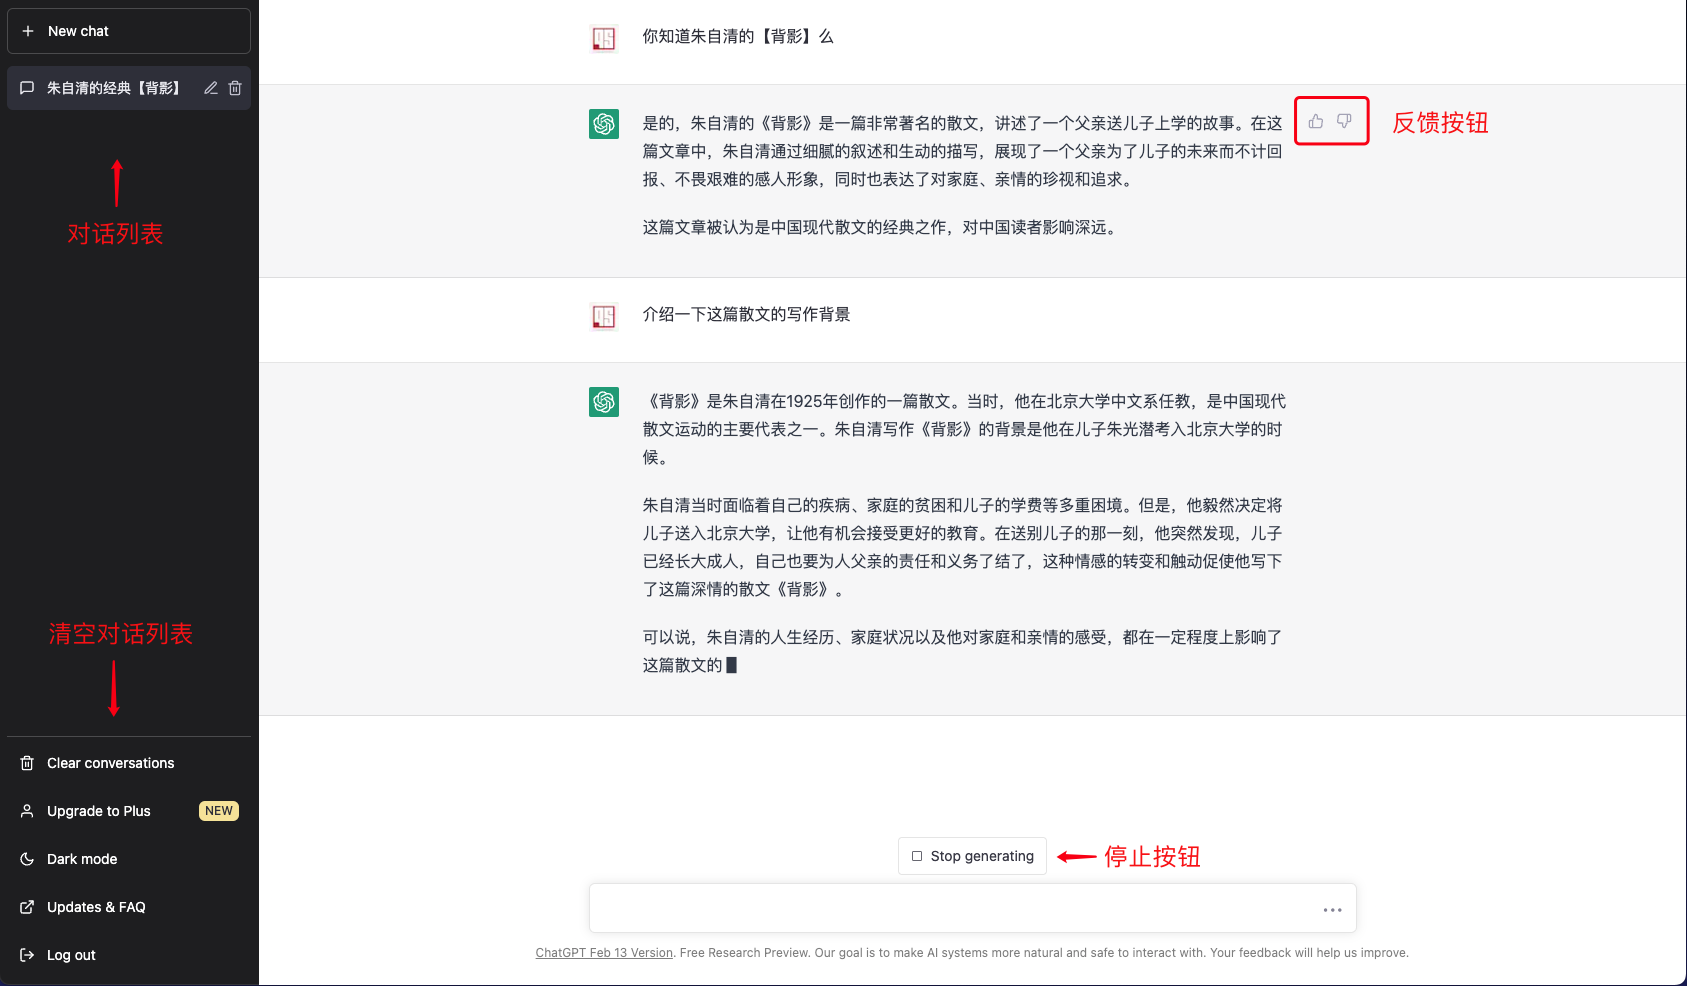 New chat
朱自清的经典【背影】
对话列表
清空对话列表
Clear conversations
Upgrade to Plus
NEW
Dark mode
Updates & FAQ
Log out
你知道朱自清的【背影】么
是的，朱自清的《背影》是一篇非常著名的散文，讲述了一个父亲送儿子上学的故事。在这
篇文章中，朱自清通过细腻的叙述和生动的描写，展现了一个父亲为了儿子的未来而不计回
报、不畏艰难的感人形象，同时也表达了对家庭、亲情的珍视和追求。
这篇文章被认为是中国现代散文的经典之作，对中国读者影响深远。
反馈按钮
介绍一下这篇散文的写作背景
《背影》是朱自清在1925年创作的一篇散文。当时，他在北京大学中文系任教，是中国现代
散文运动的主要代表之一。朱自清写作《背影》的背景是他在儿子朱光潜考入北京大学的时
候。
朱自清当时面临着自己的疾病、家庭的贫困和儿子的学费等多重困境。但是，他毅然决定将
儿子送入北京大学，让他有机会接受更好的教育。在送别儿子的那一刻，他突然发现，儿子
已经长大成人，自己也要为人父亲的责任和义务了结了，这种情感的转变和触动促使他写下
了这篇深情的散文《背影》。
可以说，朱自清的人生经历、家庭状况以及他对家庭和亲情的感受，都在一定程度上影响了
这篇散文的
Stop generating
停止按钮
ChatGPT Feb 13 Version. Free Research Preview. Our goal is to make AI systems more natural and safe to interact with. Your feedback will help us improve.